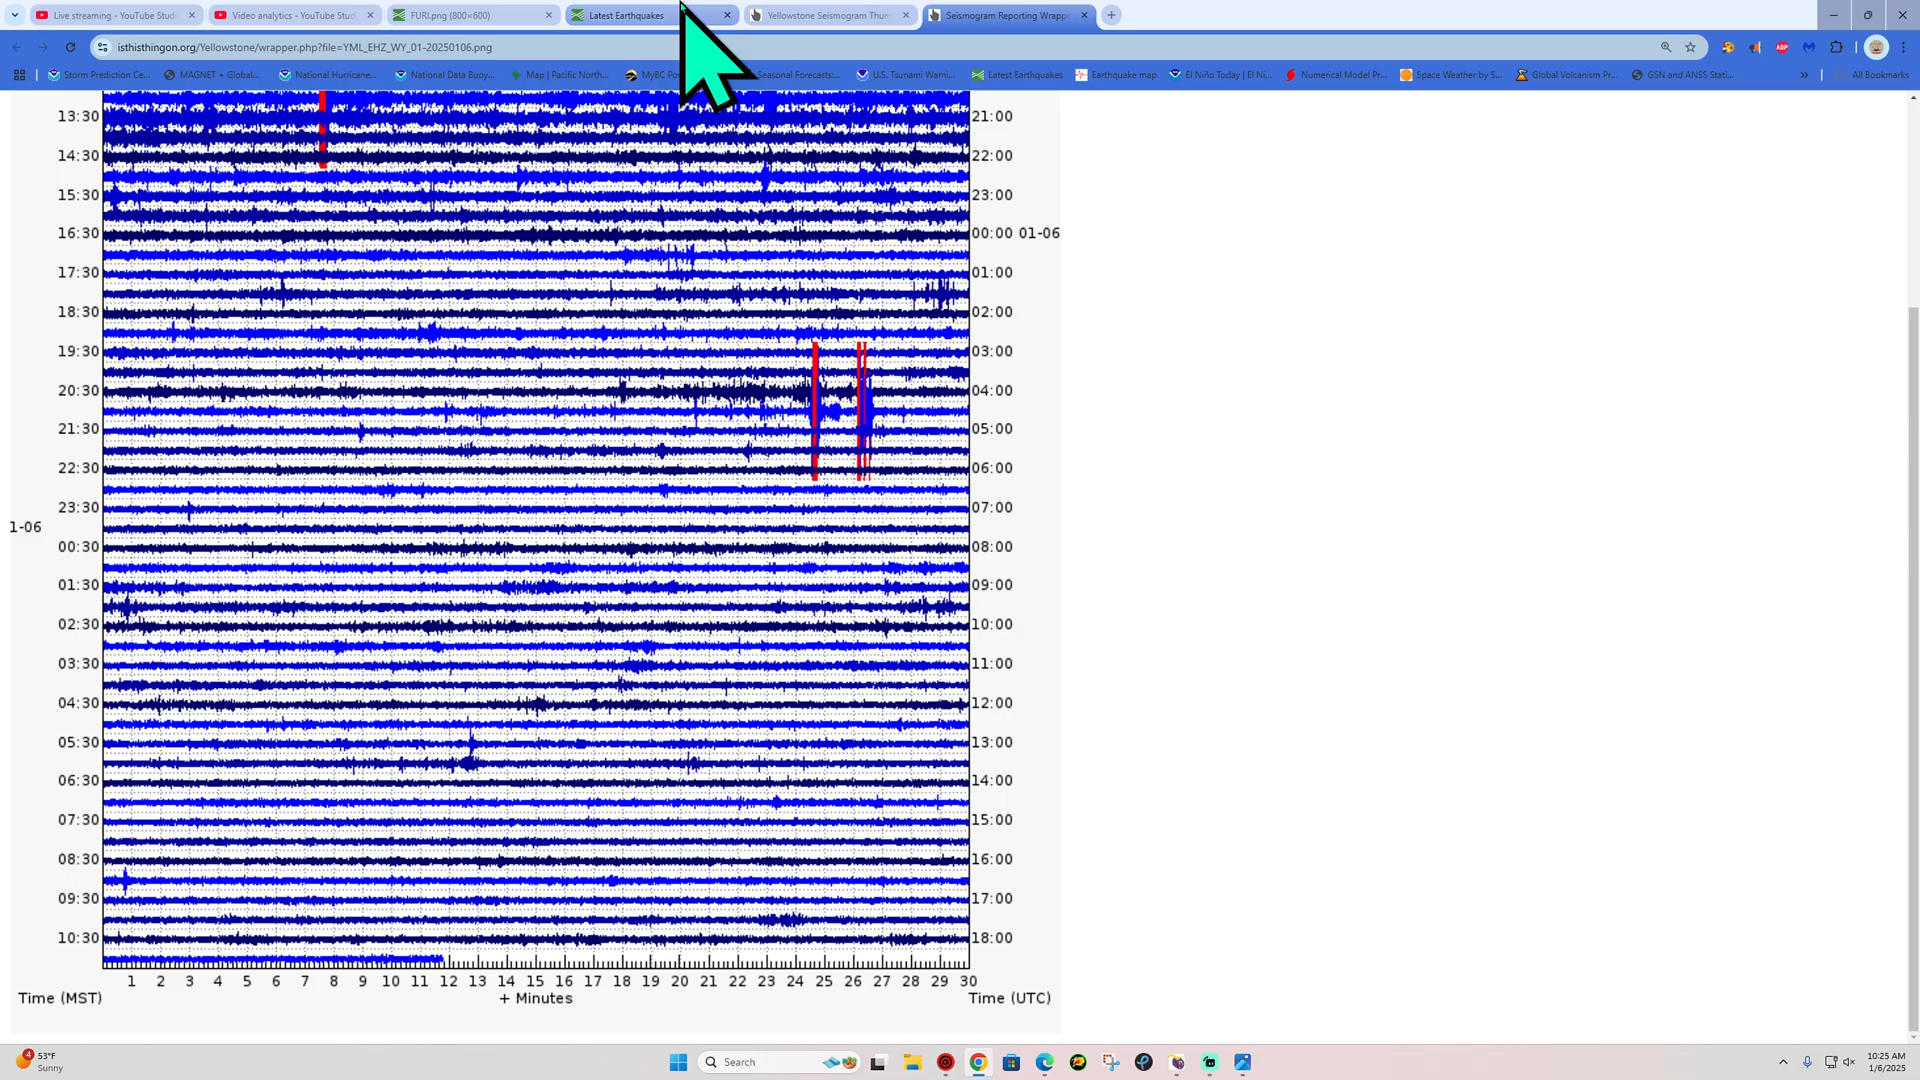 Live streaming - YouTube Studi
Video analytics - YouTube Studi
FURI.png (800×600)
Latest Earthquakes
Yellowstone Seismogram Thum
Seismogram Reporting Wrappe
isthisthingon.org/Yellowstone/wrapper.php?file=YML_EHZ_WY_01-20250106.png
Storm Prediction Ce...
MAGNET + Global...
National Hurricane...
National Data Buoy...
Map | Pacific North...
MyBC Po
Seasonal Forecasts:...
U.S. Tsunami Warni...
Latest Earthquakes
Earthquake map
El Niño Today | El Ni...
Numerical Model Pr...
Space Weather by S...
Global Volcanism Pr...
GSN and ANSS Stati...
All Bookmarks
ABP
13:30 21:00
14:30 22:00
15:30 23:00
16:30 00:00 01-06
17:30 01:00
18:30 02:00
19:30 03:00
20:30 04:00
21:30 05:00
22:30 06:00
23:30 07:00
1-06
00:30 08:00
01:30 09:00
02:30 10:00
03:30 11:00
04:30 12:00
05:30 13:00
06:30 14:00
07:30 15:00
08:30 16:00
09:30 17:00
10:30 18:00
1 2 3 4 5 6 7 8 9 10 11 12 13 14 15 16 17 18 19 20 21 22 23 24 25 26 27 28 29 30
Time (MST) + Minutes Time (UTC)
4
53°F
Sunny
Search
10:25 AM
1/6/2025